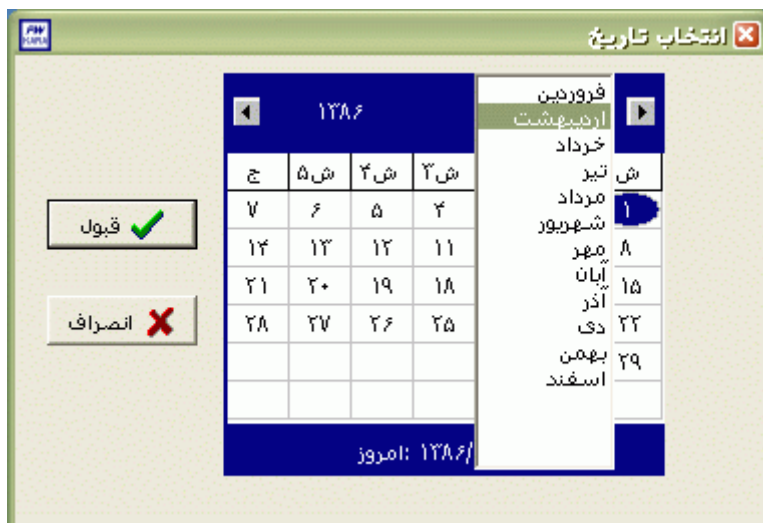 انتخاب تاریخ
۱۳۸۶
فروردین
اردیبهشت
خرداد
تیر
مرداد
شهریور
مهر
آبان
آذر
دی
بهمن
اسفند
ش ش۳ ش۴ ش۵ ج
۱ ۴ ۵ ۶ ۷
۸ ۱۱ ۱۲ ۱۳ ۱۴
۱۵ ۱۸ ۱۹ ۲۰ ۲۱
۲۲ ۲۵ ۲۶ ۲۷ ۲۸
۲۹
امروز: ۱۳۸۶/
قبول
انصراف